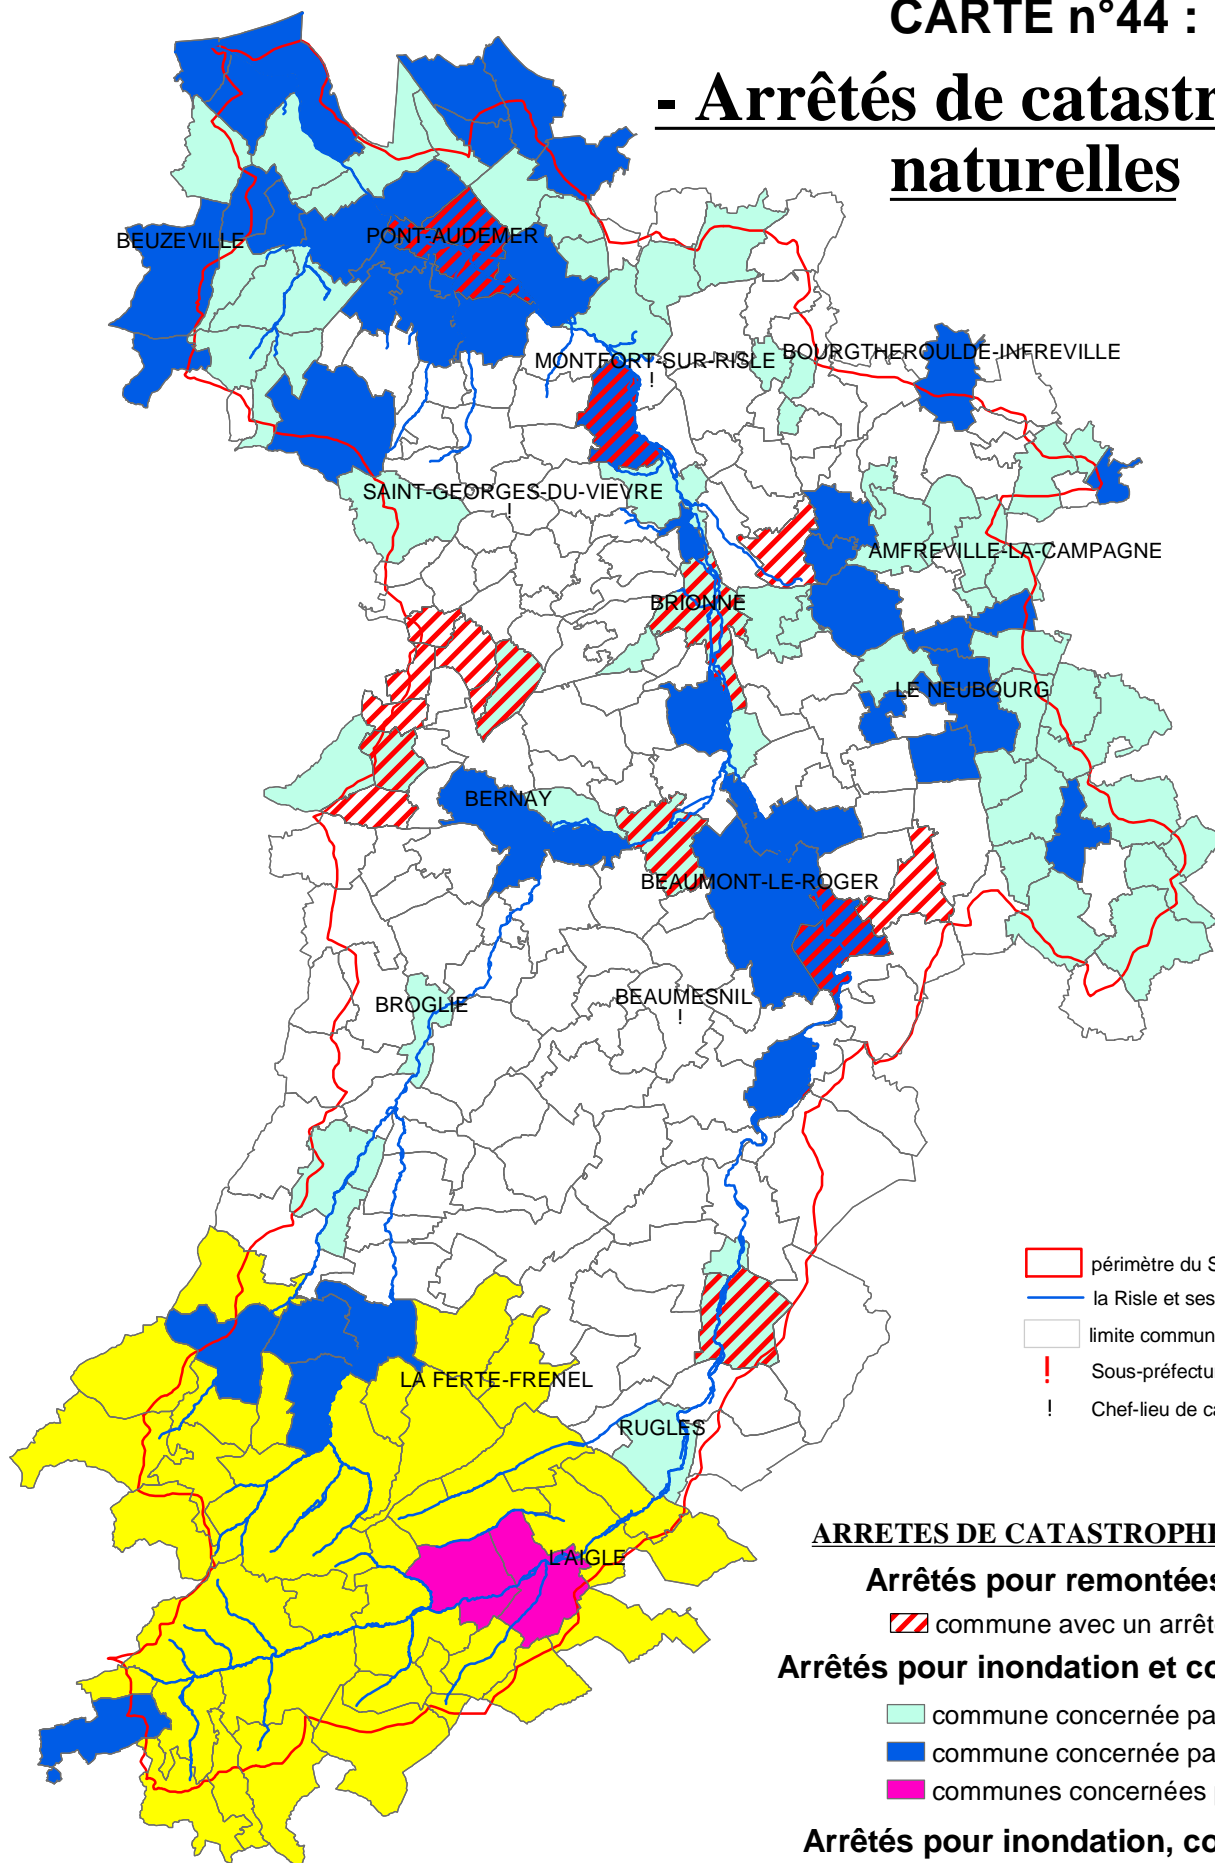 CARTE n°44 :
- Arrêtés de catastr
naturelles
BEUZEVILLE
PONT-AUDEMER
MONTFORT-SUR-RISLE
!
BOURGTHEROULDE-INFREVILLE
SAINT-GEORGES-DU-VIEVRE
!
AMFREVILLE-LA-CAMPAGNE
BRIONNE
LE NEUBOURG
BERNAY
BEAUMONT-LE-ROGER
BROGLIE
BEAUMESNIL
!
LA FERTE-FRENEL
RUGLES
L'AIGLE
périmètre du S
la Risle et ses
limite commun
! Sous-préfectu
! Chef-lieu de ca
ARRETES DE CATASTROPH
Arrêtés pour remontées
commune avec un arrêt
Arrêtés pour inondation et co
commune concernée pa
commune concernée pa
communes concernées
Arrêtés pour inondation, co